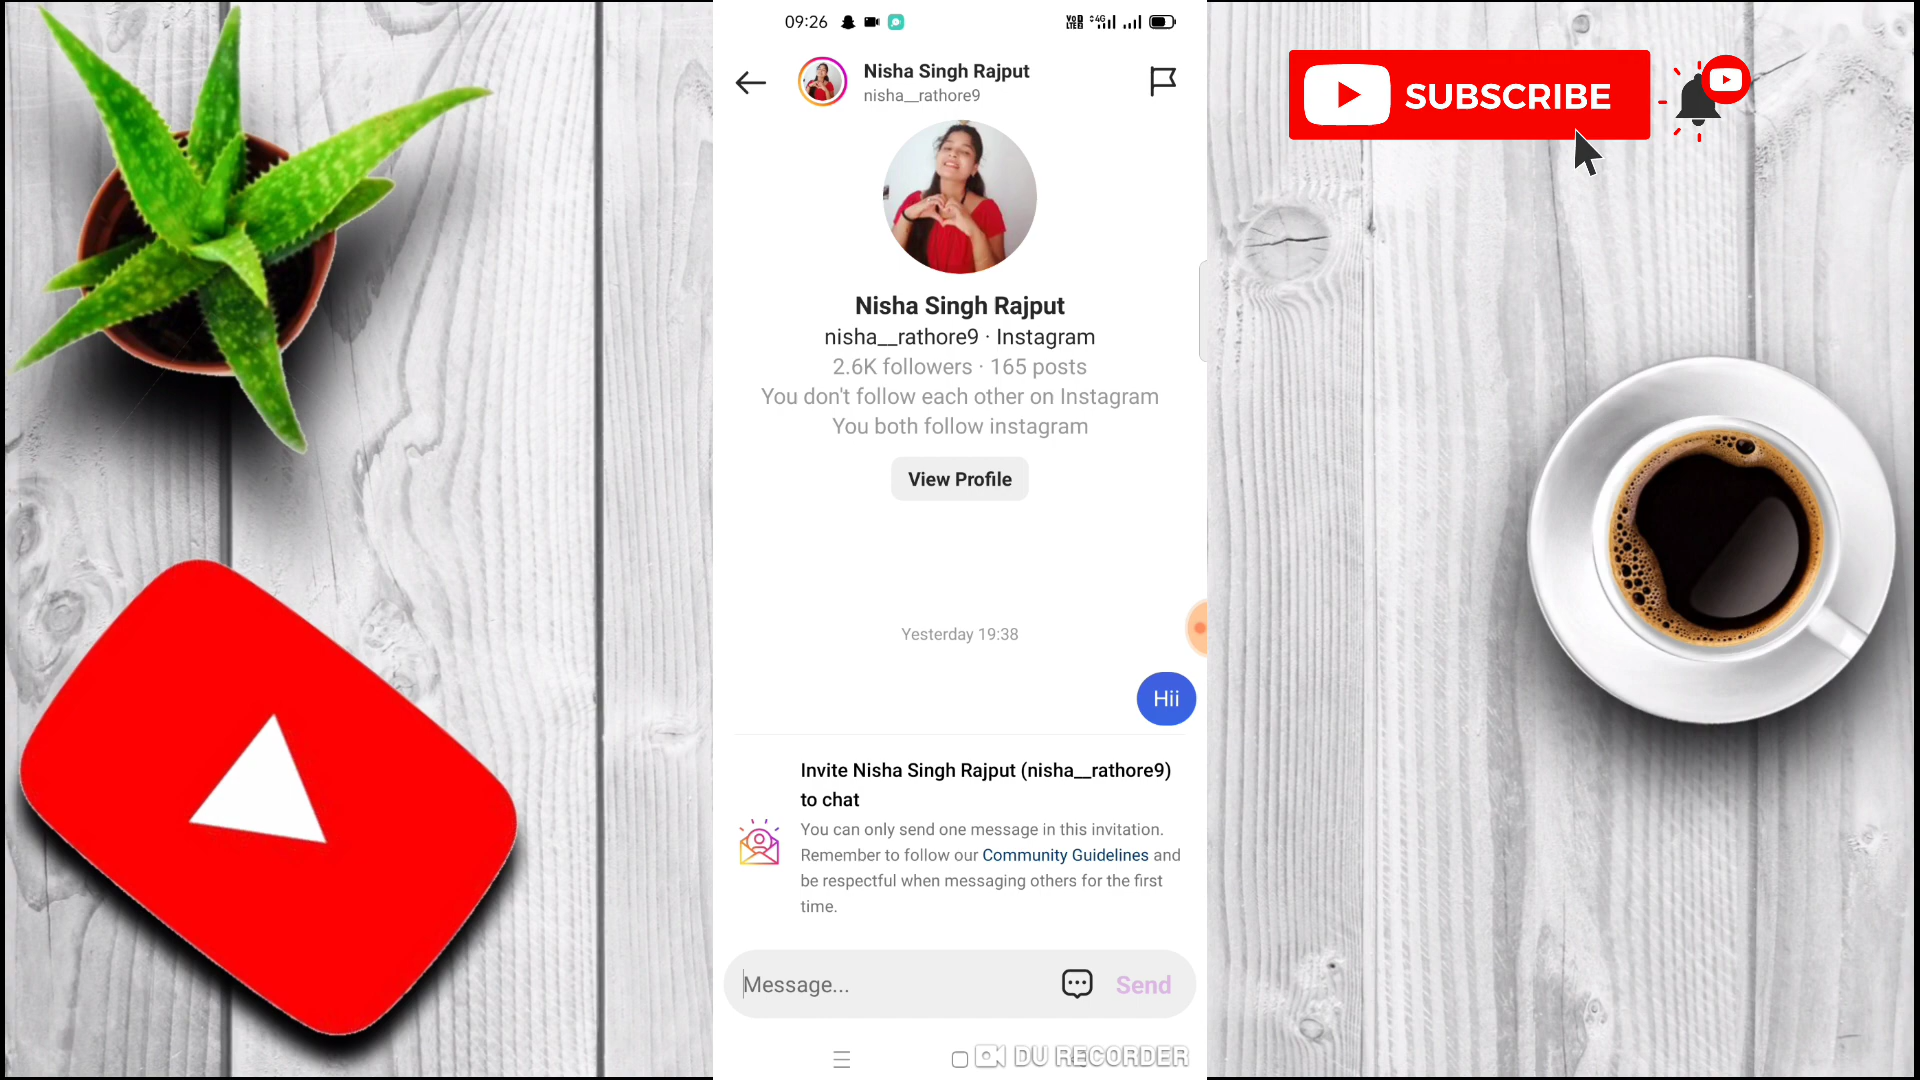 09:26
VoD LTE2 4G
Nisha Singh Rajput
nisha__rathore9
SUBSCRIBE
Nisha Singh Rajput
nisha__rathore9 · Instagram
2.6K followers · 165 posts
You don't follow each other on Instagram
You both follow instagram
View Profile
Yesterday 19:38
Hii
Invite Nisha Singh Rajput (nisha__rathore9)
to chat
You can only send one message in this invitation.
Remember to follow our Community Guidelines and
be respectful when messaging others for the first
time.
Message...
Send
DU RECORDER